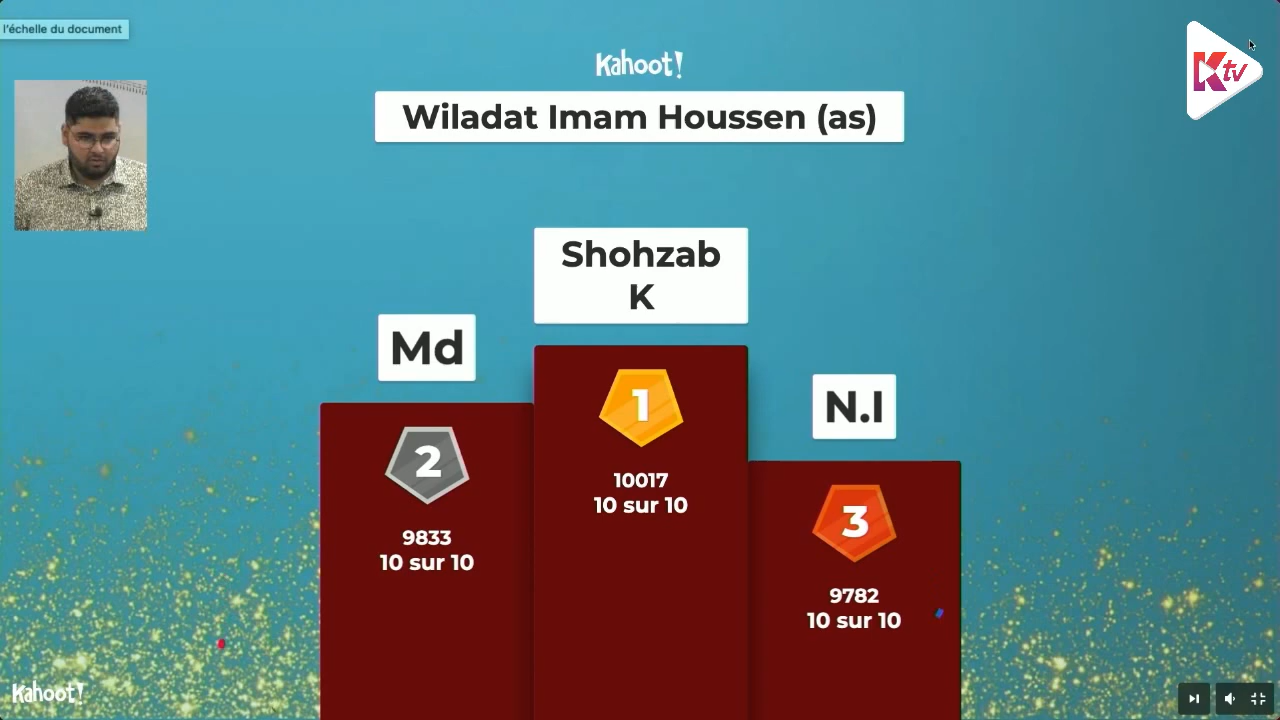 l'échelle du document
Kahoot!
Ktv
Wiladat Imam Houssen (as)
Shohzab
K
Md
N.I
1
10017
10 sur 10
2
9833
10 sur 10
3
9782
10 sur 10
Kahoot!